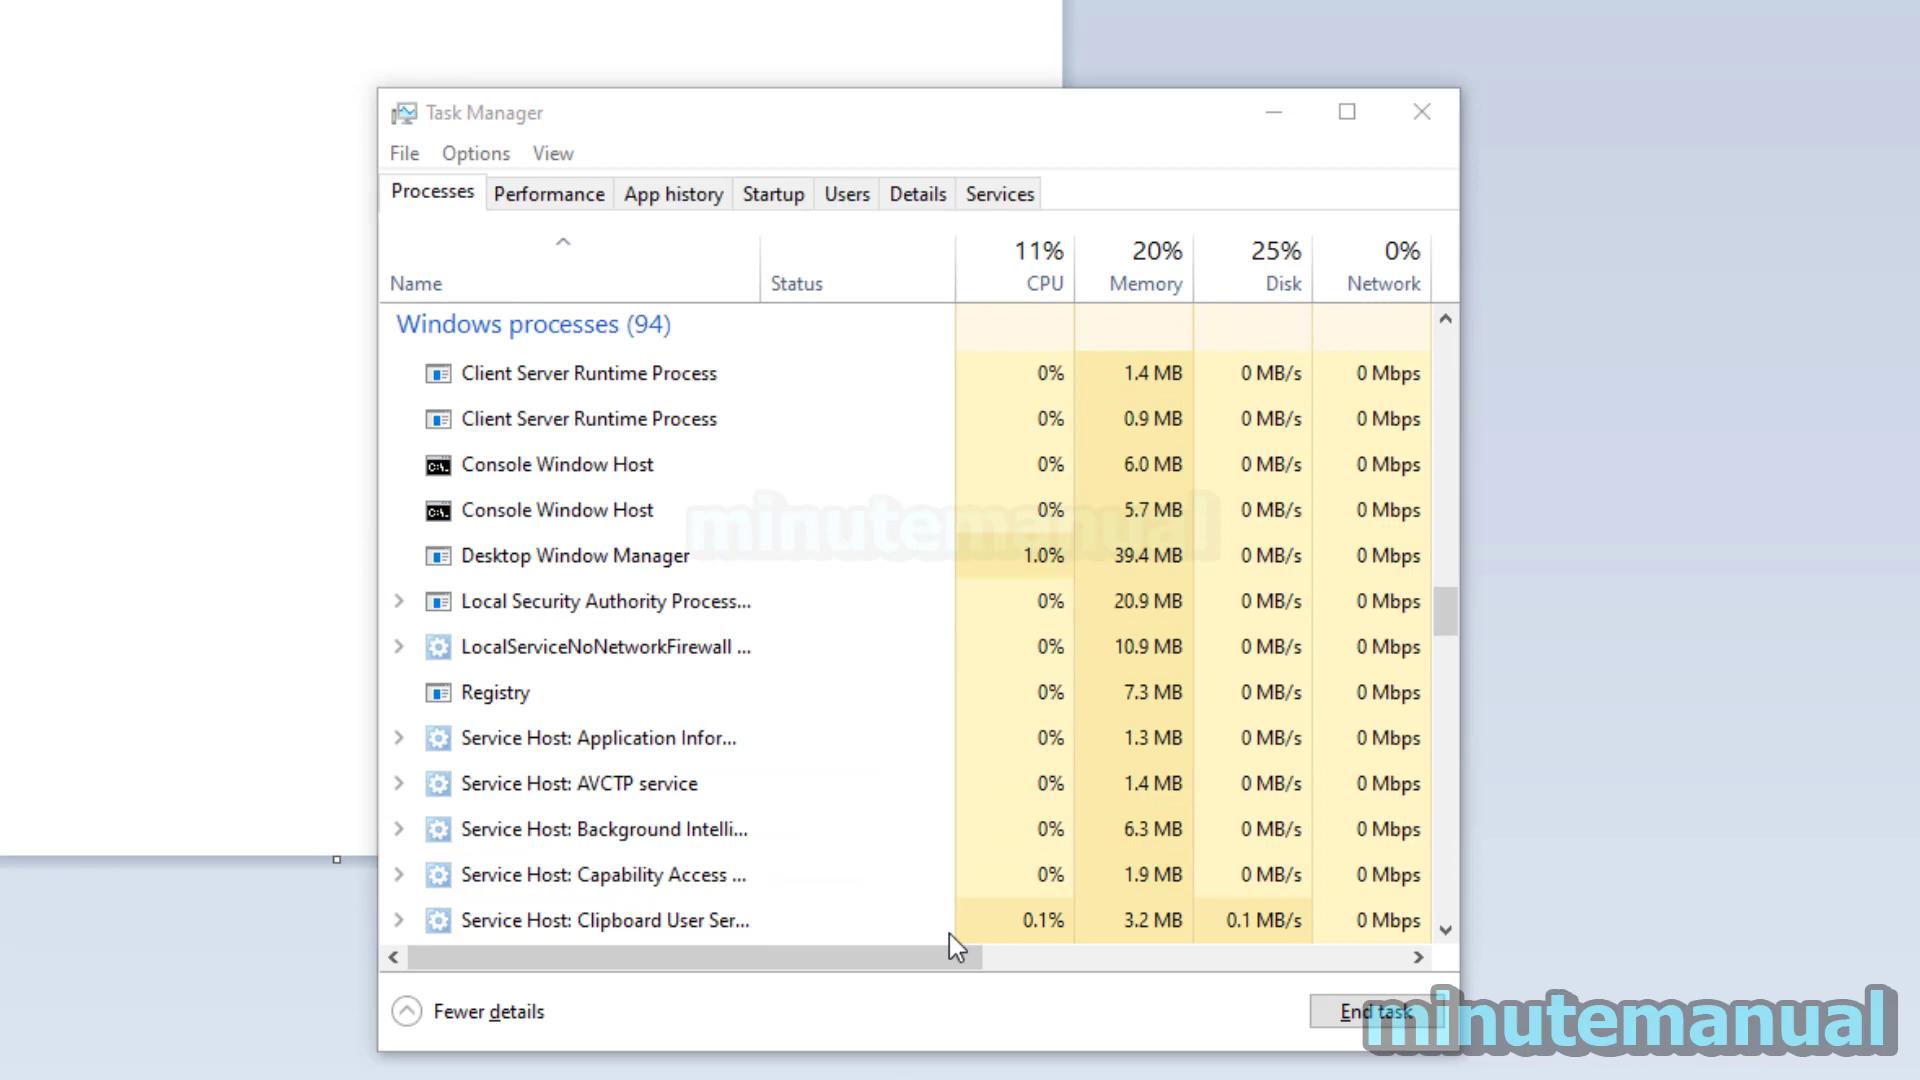 Task Manager
File Options View
Processes Performance App history Startup Users Details Services
11% 20% 25% 0%
Name Status CPU Memory Disk Network
Windows processes (94)
Client Server Runtime Process 0% 1.4 MB 0 MB/s 0 Mbps
Client Server Runtime Process 0% 0.9 MB 0 MB/s 0 Mbps
Console Window Host 0% 6.0 MB 0 MB/s 0 Mbps
Console Window Host 0% 5.7 MB 0 MB/s 0 Mbps
minutemanual
Desktop Window Manager 1.0% 39.4 MB 0 MB/s 0 Mbps
Local Security Authority Process... 0% 20.9 MB 0 MB/s 0 Mbps
LocalServiceNoNetworkFirewall ... 0% 10.9 MB 0 MB/s 0 Mbps
Registry 0% 7.3 MB 0 MB/s 0 Mbps
Service Host: Application Infor... 0% 1.3 MB 0 MB/s 0 Mbps
Service Host: AVCTP service 0% 1.4 MB 0 MB/s 0 Mbps
Service Host: Background Intelli... 0% 6.3 MB 0 MB/s 0 Mbps
Service Host: Capability Access ... 0% 1.9 MB 0 MB/s 0 Mbps
Service Host: Clipboard User Ser... 0.1% 3.2 MB 0.1 MB/s 0 Mbps
Fewer details End task
minutemanual